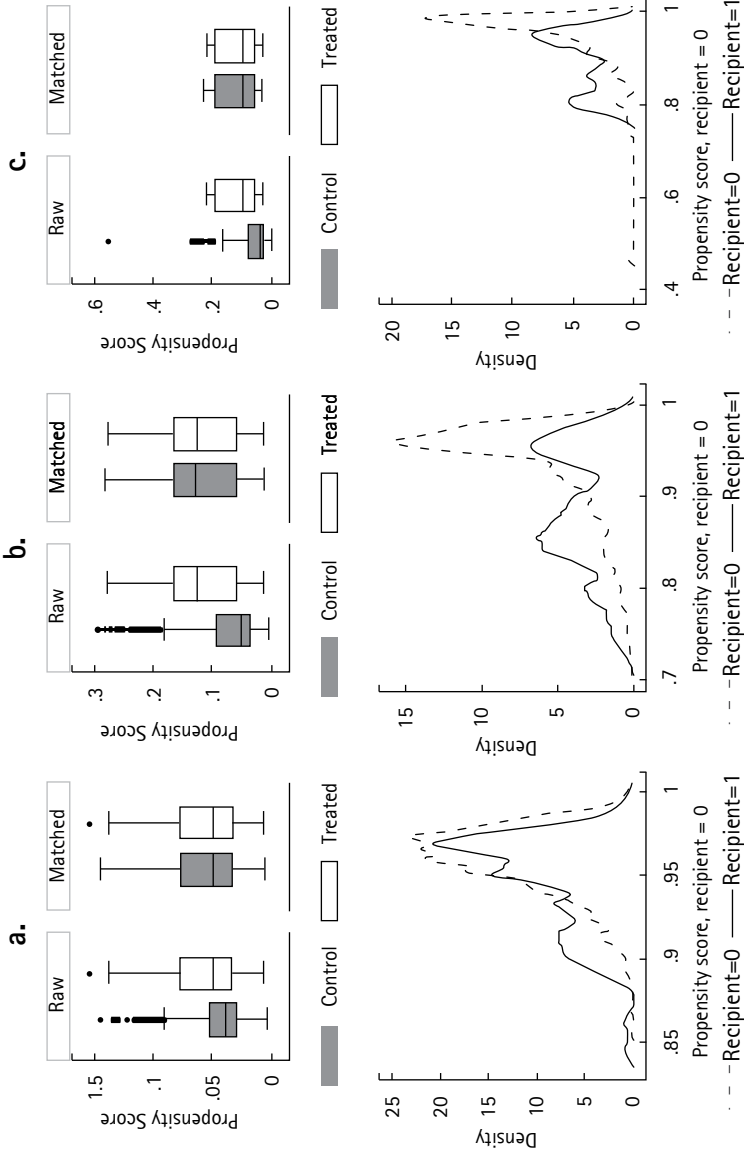 a.
Raw
Matched
Propensity Score
1.5
.1
.05
0
Control
Treated
Density
25
20
15
10
5
0
.85
.9
.95
1
Propensity score, recipient = 0
Recipient=0
Recipient=1
b.
Raw
Matched
Propensity Score
.3
.2
.1
0
Control
Treated
Density
15
10
5
0
.7
.8
.9
1
Propensity score, recipient = 0
Recipient=0
Recipient=1
c.
Raw
Matched
Propensity Score
.6
.4
.2
0
Control
Treated
Density
20
15
10
5
0
.4
.6
.8
1
Propensity score, recipient = 0
Recipient=0
Recipient=1